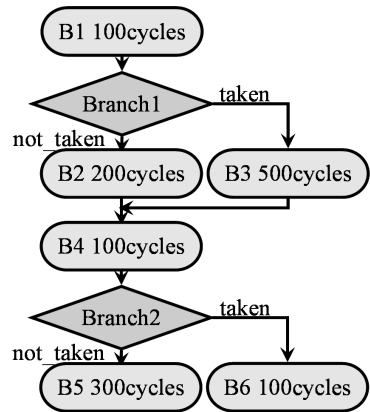 B1 100cycles
Branch1
taken
not_taken
B2 200cycles
B3 500cycles
B4 100cycles
Branch2
taken
not_taken
B5 300cycles
B6 100cycles